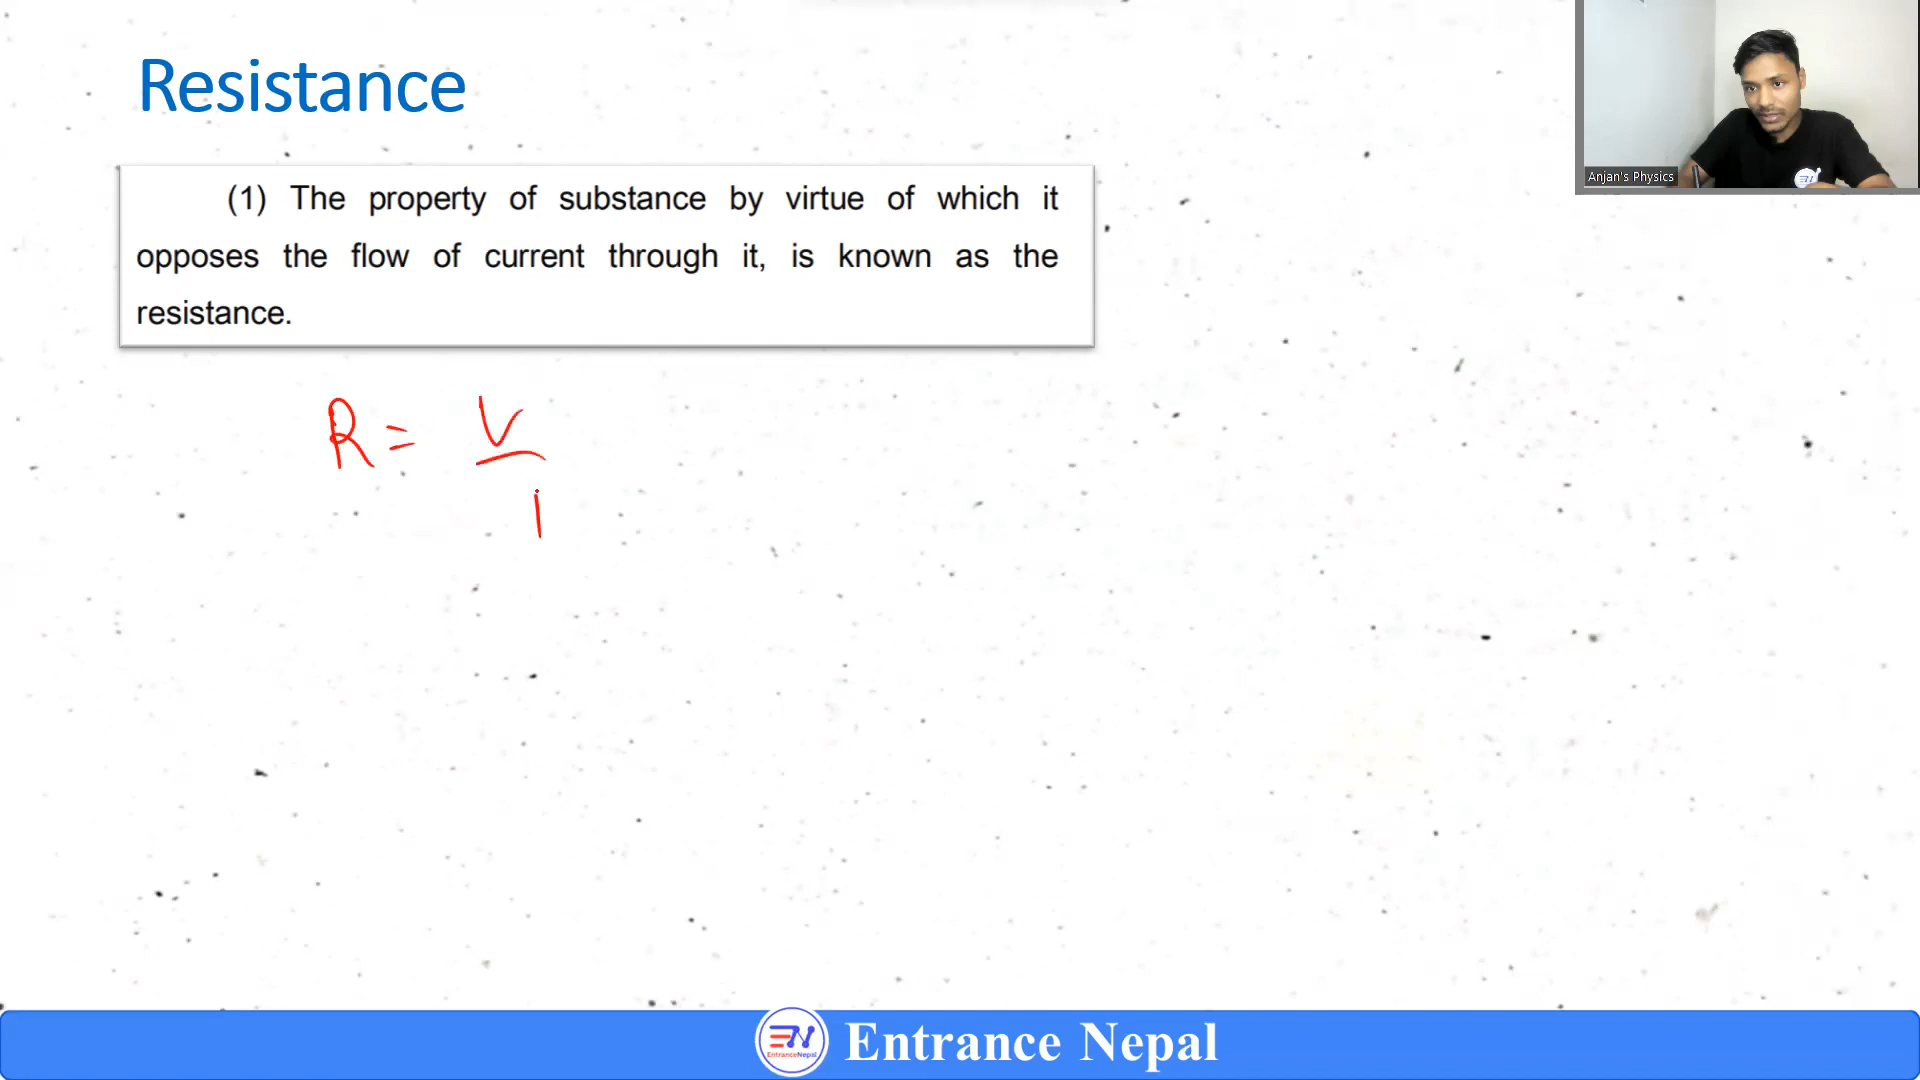 Resistance
Anjan's Physics
(1) The property of substance by virtue of which it
opposes the flow of current through it, is known as the
resistance.
R = V
i
EntranceNepal
Entrance Nepal